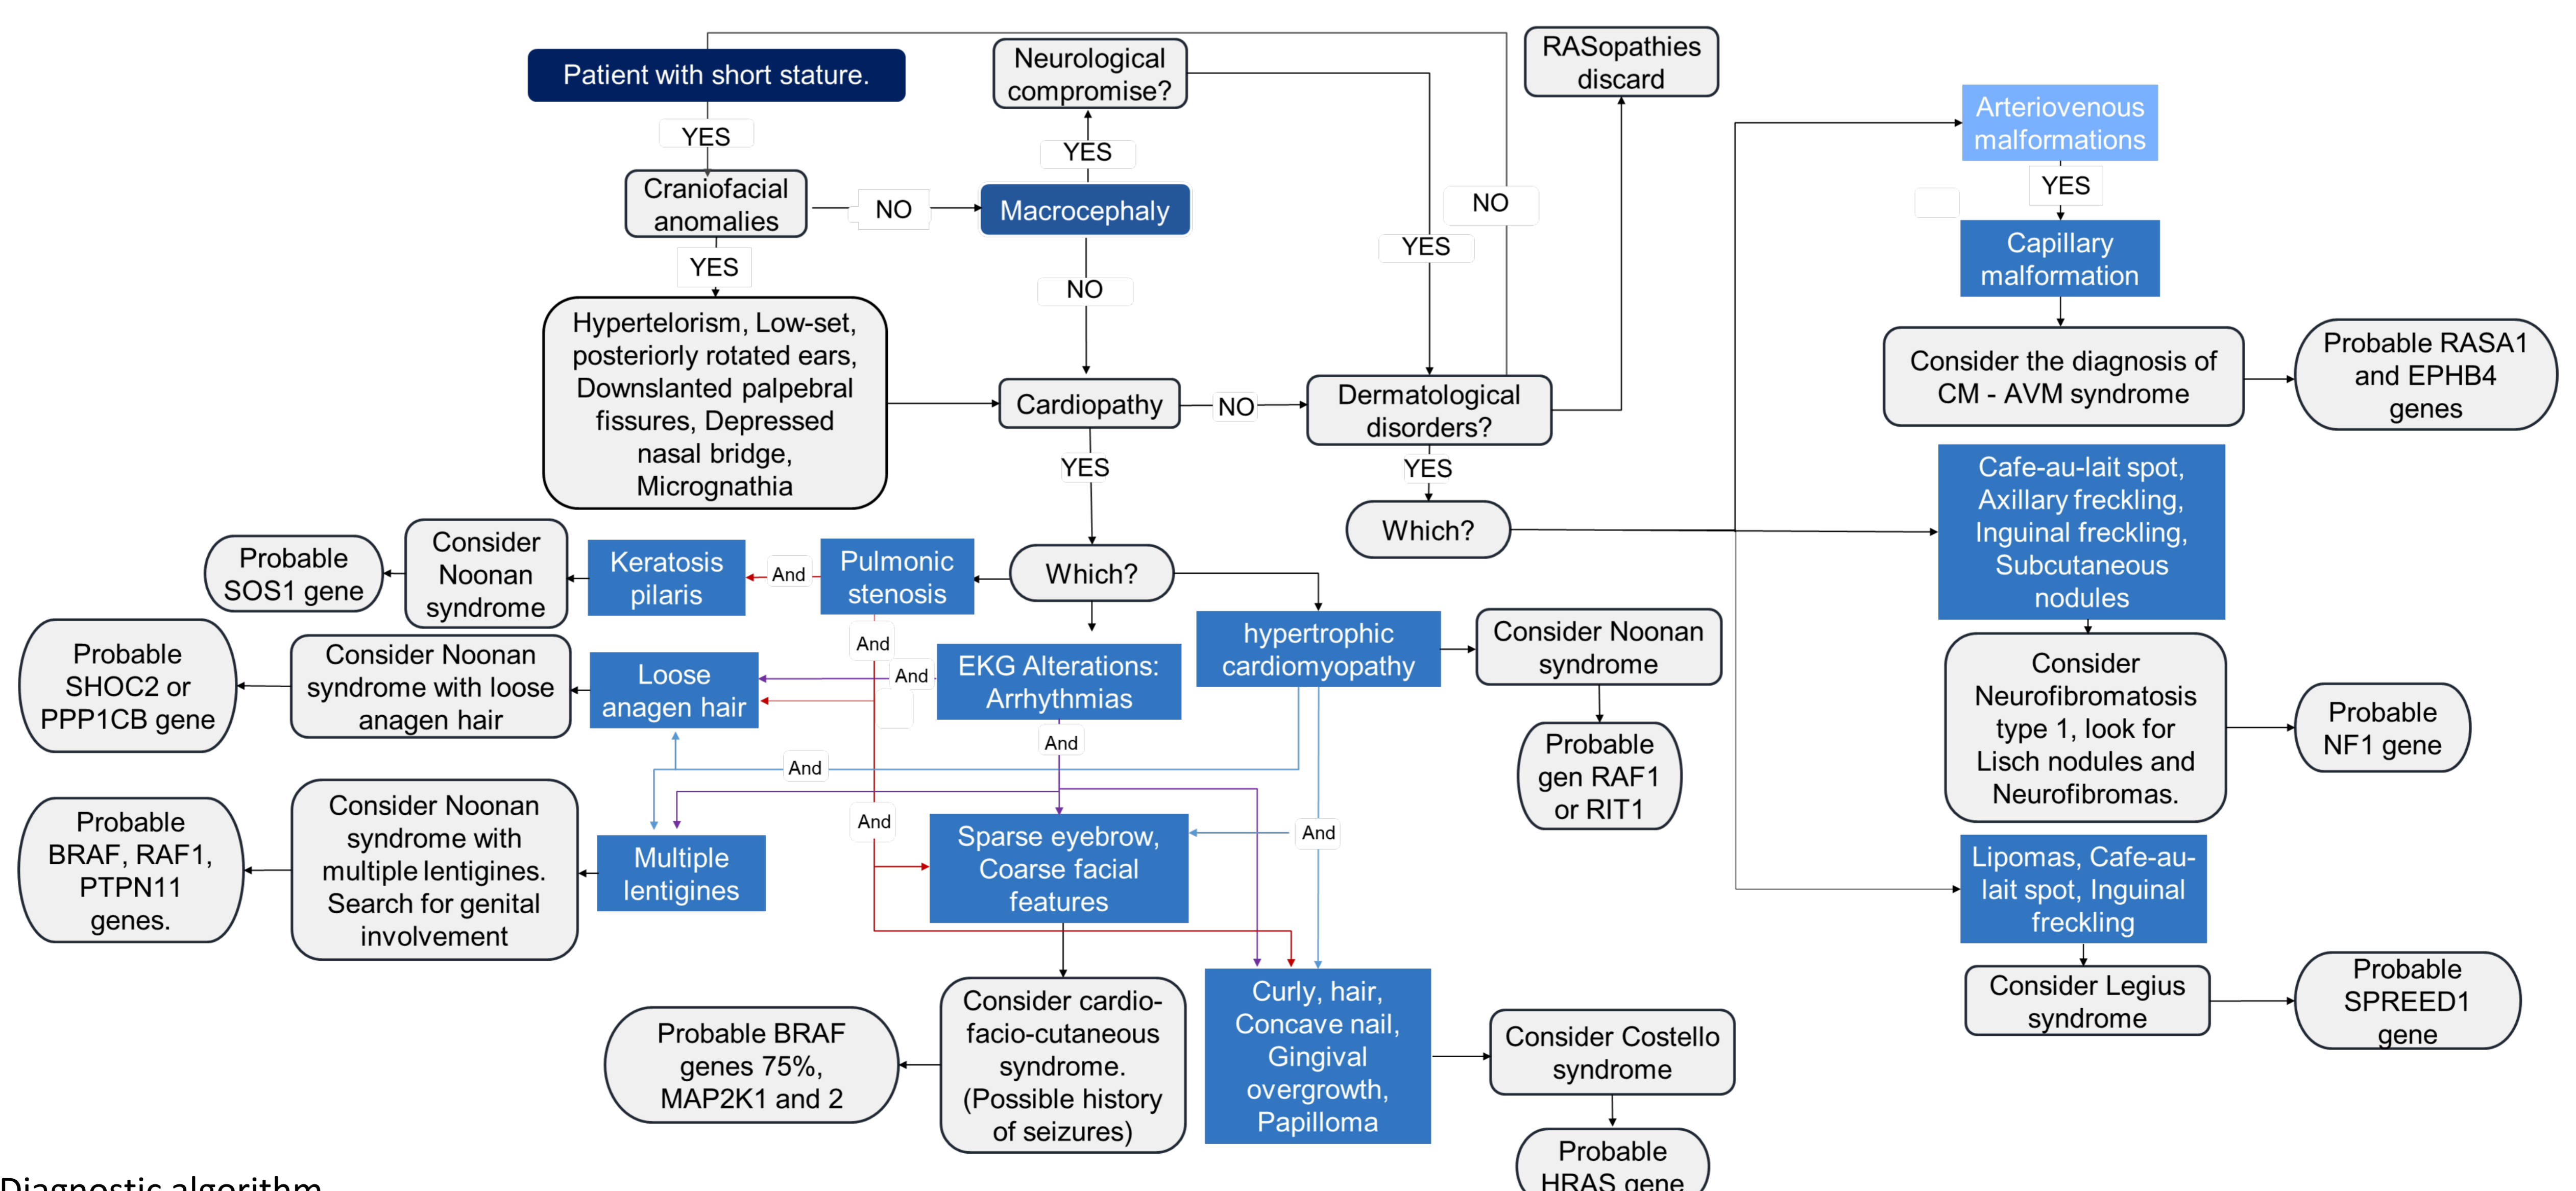 Patient with short stature.
YES
Craniofacial
anomalies
NO
Macrocephaly
YES
Neurological
compromise?
YES
NO
RASopathies
discard
YES
Hypertelorism, Low-set,
posteriorly rotated ears,
Downslanted palpebral
fissures, Depressed
nasal bridge,
Micrognathia
NO
Cardiopathy
NO
Dermatological
disorders?
YES
YES
Which?
Which?
Arteriovenous
malformations
YES
Capillary
malformation
Consider the diagnosis of
CM - AVM syndrome
Probable RASA1
and EPHB4
genes
Cafe-au-lait spot,
Axillary freckling,
Inguinal freckling,
Subcutaneous
nodules
Consider
Neurofibromatosis
type 1, look for
Lisch nodules and
Neurofibromas.
Probable
NF1 gene
Lipomas, Cafe-au-
lait spot, Inguinal
freckling
Consider Legius
syndrome
Probable
SPREED1
gene
Pulmonic
stenosis
And
Keratosis
pilaris
Consider
Noonan
syndrome
Probable
SOS1 gene
And
EKG Alterations:
Arrhythmias
And
Loose
anagen hair
Consider Noonan
syndrome with loose
anagen hair
Probable
SHOC2 or
PPP1CB gene
hypertrophic
cardiomyopathy
Consider Noonan
syndrome
Probable
gen RAF1
or RIT1
And
And
And
And
Multiple
lentigines
Consider Noonan
syndrome with
multiple lentigines.
Search for genital
involvement
Probable
BRAF, RAF1,
PTPN11
genes.
Sparse eyebrow,
Coarse facial
features
Consider cardio-
facio-cutaneous
syndrome.
(Possible history
of seizures)
Probable BRAF
genes 75%,
MAP2K1 and 2
Curly, hair,
Concave nail,
Gingival
overgrowth,
Papilloma
Consider Costello
syndrome
Probable
HRAS gene
Diagnostic algorithm